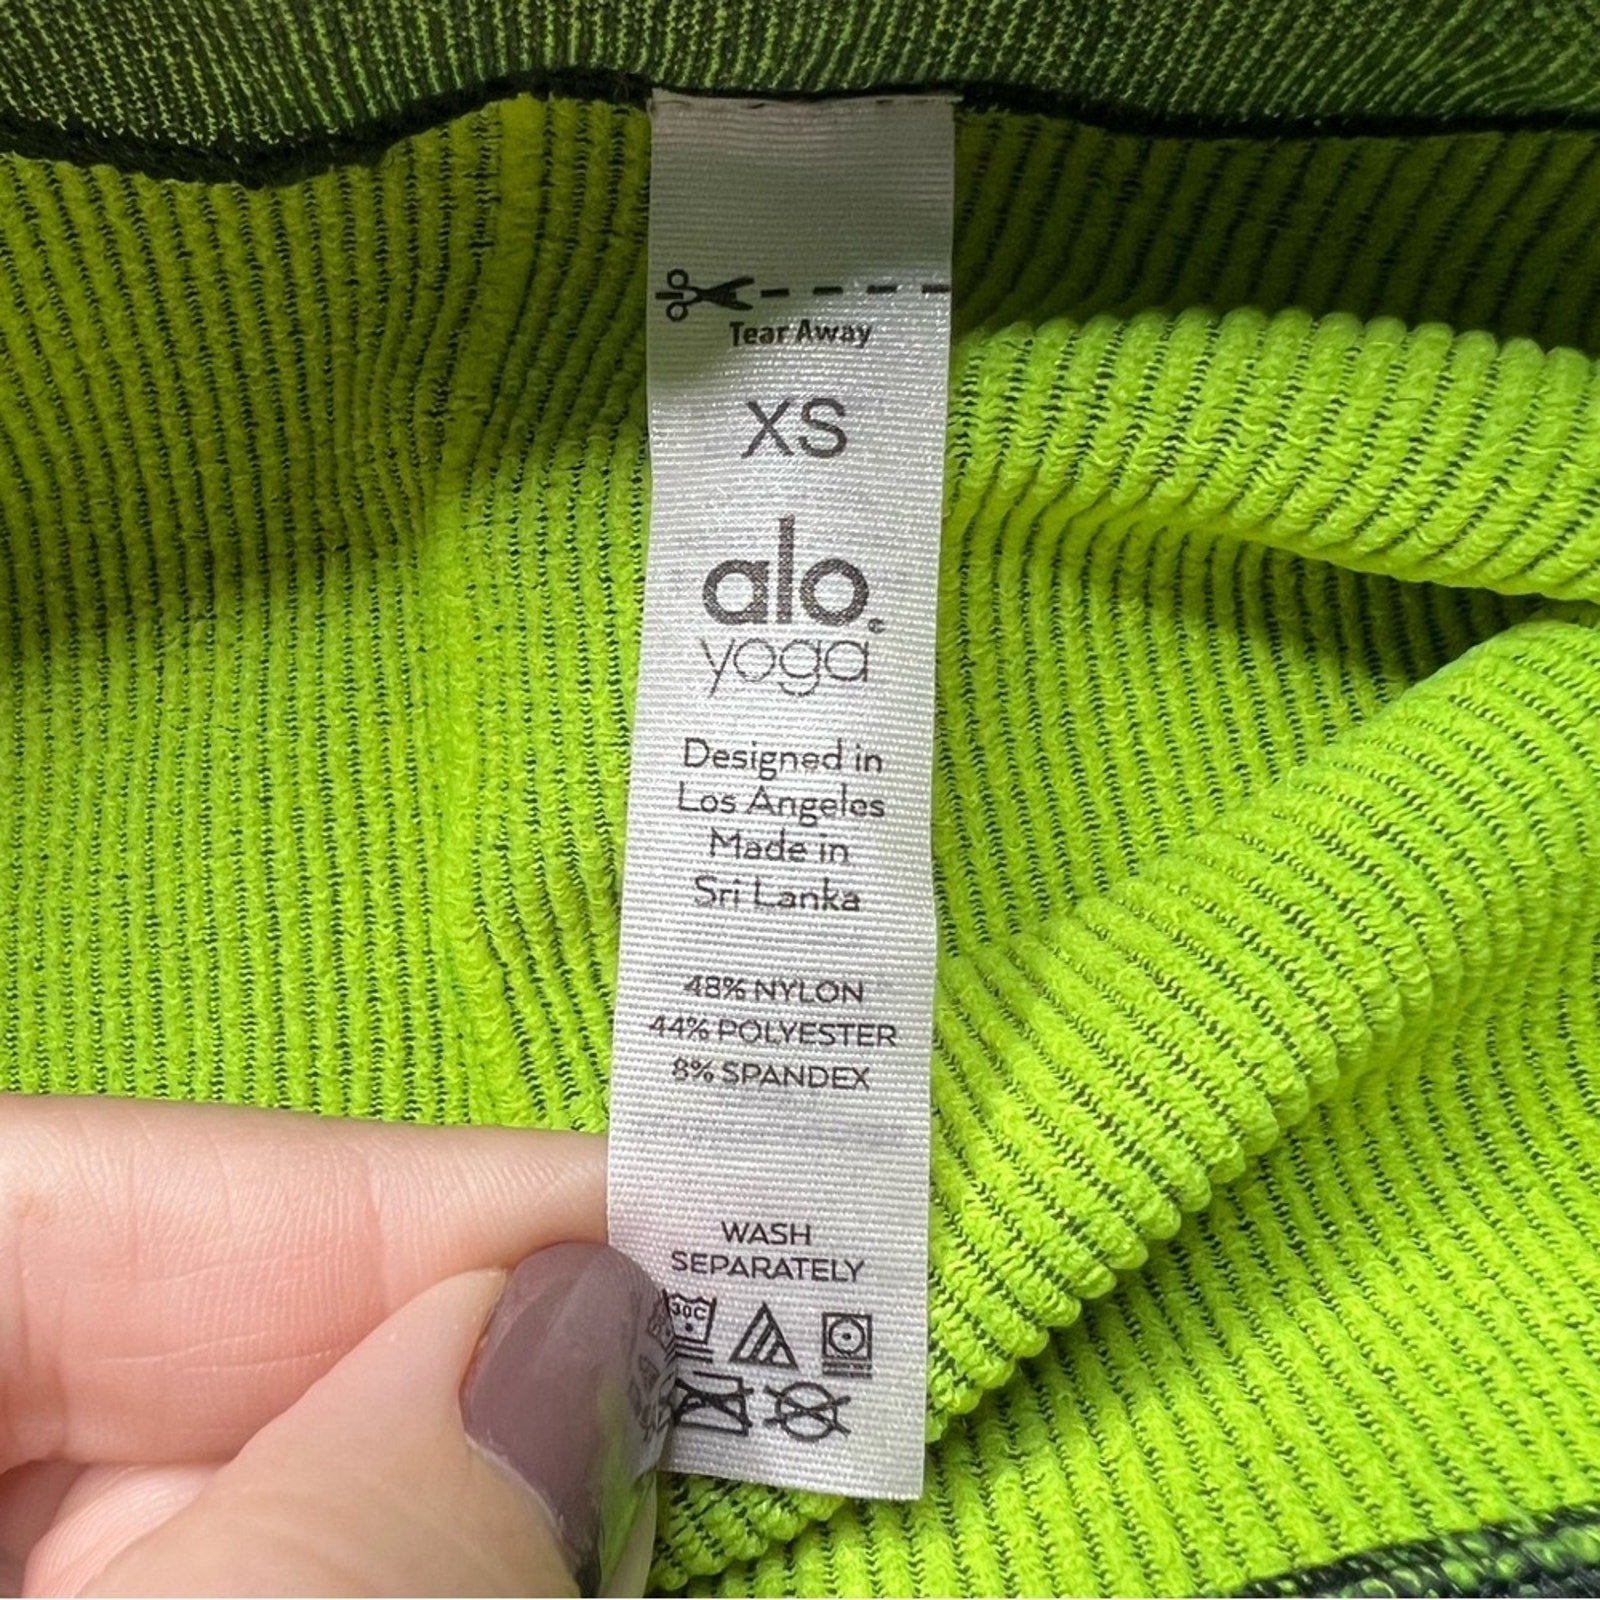 Tear Away
XS
alo
yoga
Designed in
Los Angeles
Made in
Sri Lanka
48% NYLON
44% POLYESTER
8% SPANDEX
WASH
SEPARATELY
30C